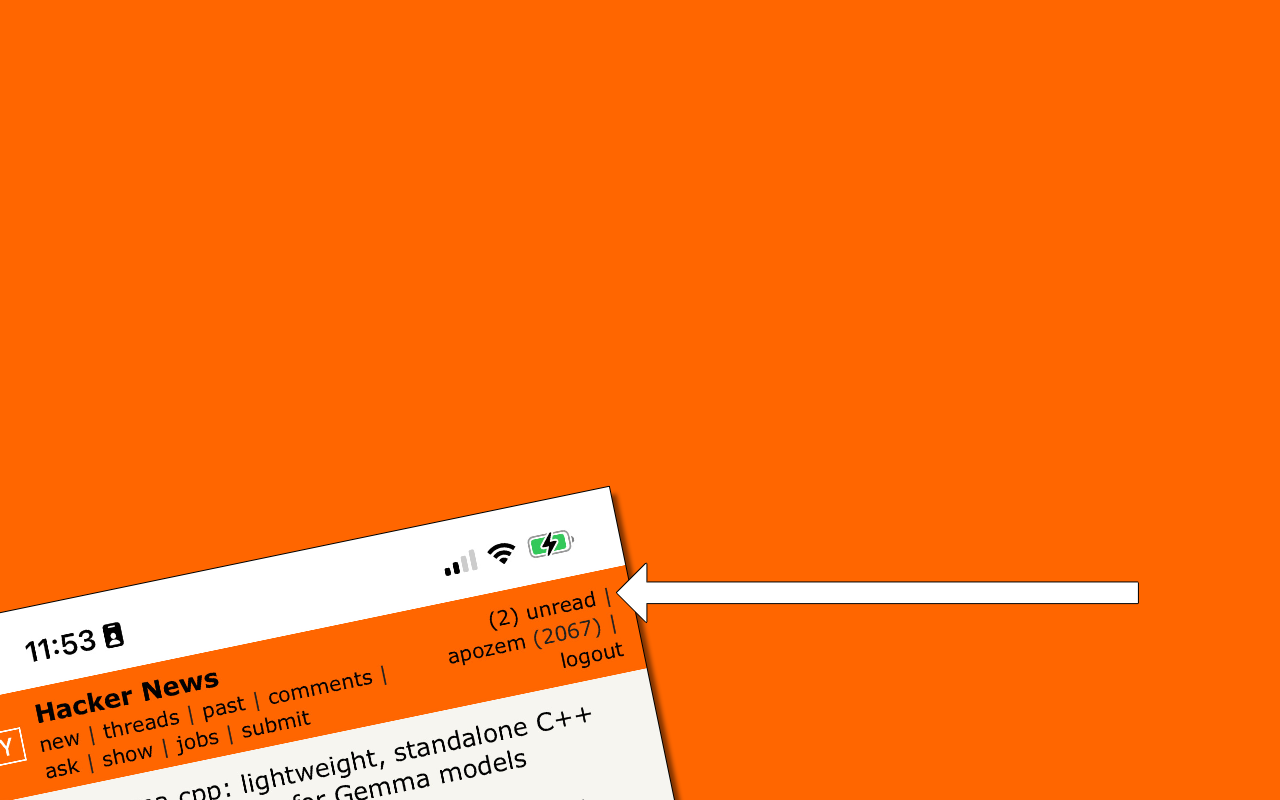 11:53
(2) unread |
apozem (2067) |
logout
Y
Hacker News
new | threads | past | comments |
ask | show | jobs | submit
cpp: lightweight, standalone C++
for Gemma models